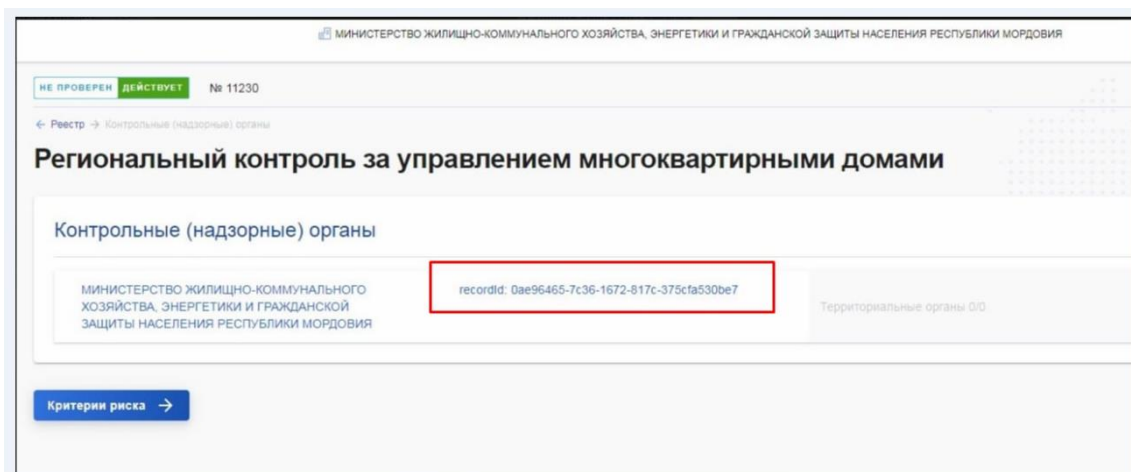 МИНИСТЕРСТВО ЖИЛИЩНО-КОММУНАЛЬНОГО ХОЗЯЙСТВА, ЭНЕРГЕТИКИ И ГРАЖДАНСКОЙ ЗАЩИТЫ НАСЕЛЕНИЯ РЕСПУБЛИКИ МОРДОВИЯ
НЕ ПРОВЕРЕН ДЕЙСТВУЕТ № 11230
← Реестр → Контрольные (надзорные) органы
Региональный контроль за управлением многоквартирными домами
Контрольные (надзорные) органы
МИНИСТЕРСТВО ЖИЛИЩНО-КОММУНАЛЬНОГО
ХОЗЯЙСТВА, ЭНЕРГЕТИКИ И ГРАЖДАНСКОЙ
ЗАЩИТЫ НАСЕЛЕНИЯ РЕСПУБЛИКИ МОРДОВИЯ
recordId: 0ae96465-7c36-1672-817c-375cfa530be7
Территориальные органы 0/0
Критерии риска →